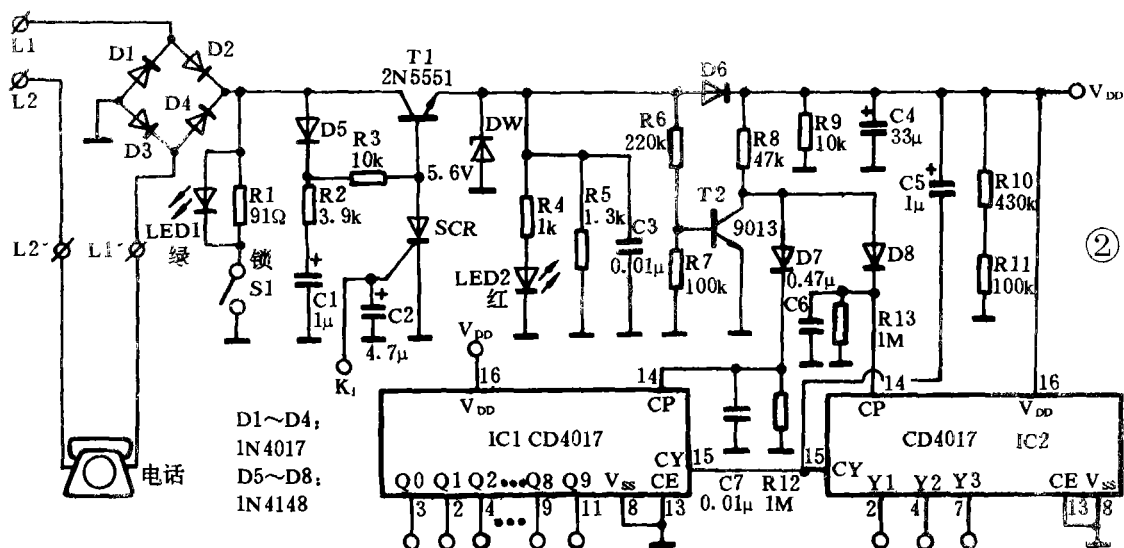 L1
L2
D1
D2
D3
D4
L2'
L1'
LED1
绿
R1
91Ω
锁
S1
D5
R3
10k
R2
3.9k
C1
1μ
T1
2N5551
5.6V
SCR
C2
4.7μ
K₁
DW
R4
1k
LED2
红
R5
1.3k
C3
0.01μ
R6
220k
R7
100k
D6
T2
9013
R8
47k
D7
0.47μ
C6
D8
R13
1M
R9
10k
C4
33μ
C5
1μ
R10
430k
R11
100k
V_DD
②
V_DD
16
V_DD
14
CP
IC1 CD4017
CY
15
Q0 Q1 Q2 Q8 Q9 V_SS CE
3 2 4 9 11 8 13
C7
0.01μ
R12
1M
14
CP
16
V_DD
CD4017 IC2
15
CY
Y1 Y2 Y3 CE V_SS
2 4 7 13 8
D1～D4:
1N4017
D5～D8:
1N4148
电话